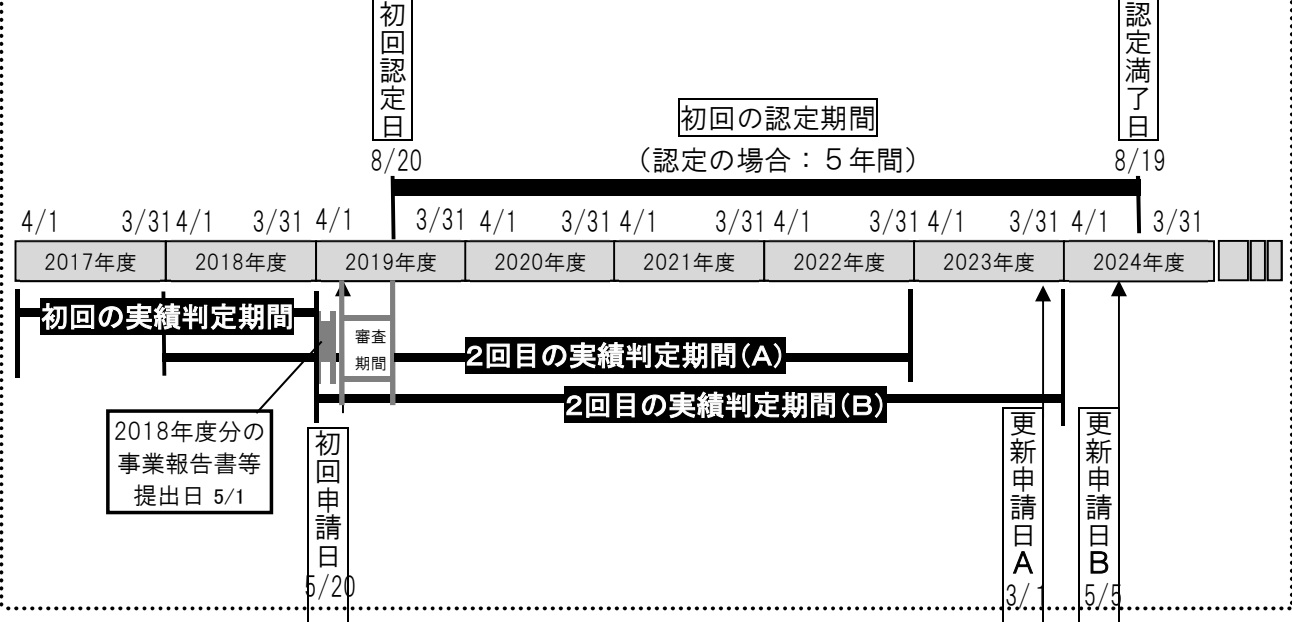 初回認定日
8/20
認定満了日
8/19
初回の認定期間
（認定の場合：５年間）
4/1 3/31 4/1 3/31 4/1 3/31 4/1 3/31 4/1 3/31 4/1 3/31 4/1 3/31 4/1 3/31
2017年度 2018年度 2019年度 2020年度 2021年度 2022年度 2023年度 2024年度
初回の実績判定期間
審査
期間
2回目の実績判定期間（A）
2回目の実績判定期間（B）
2018年度分の
事業報告書等
提出日 5/1
初回申請日
5/20
更新申請日A
3/1
更新申請日B
5/5